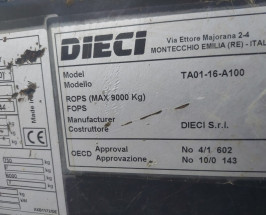 DIECI
Via Ettore Majorana 2-4
MONTECCHIO EMILIA (RE) - ITAL
Model TA01-16-A100
Modello
ROPS (MAX 9000 Kg)
FOPS
Manufacturer
Costruttore DIECI S.r.l.
OECD Approval No 4/1 602
Approvazione No 10/0 143